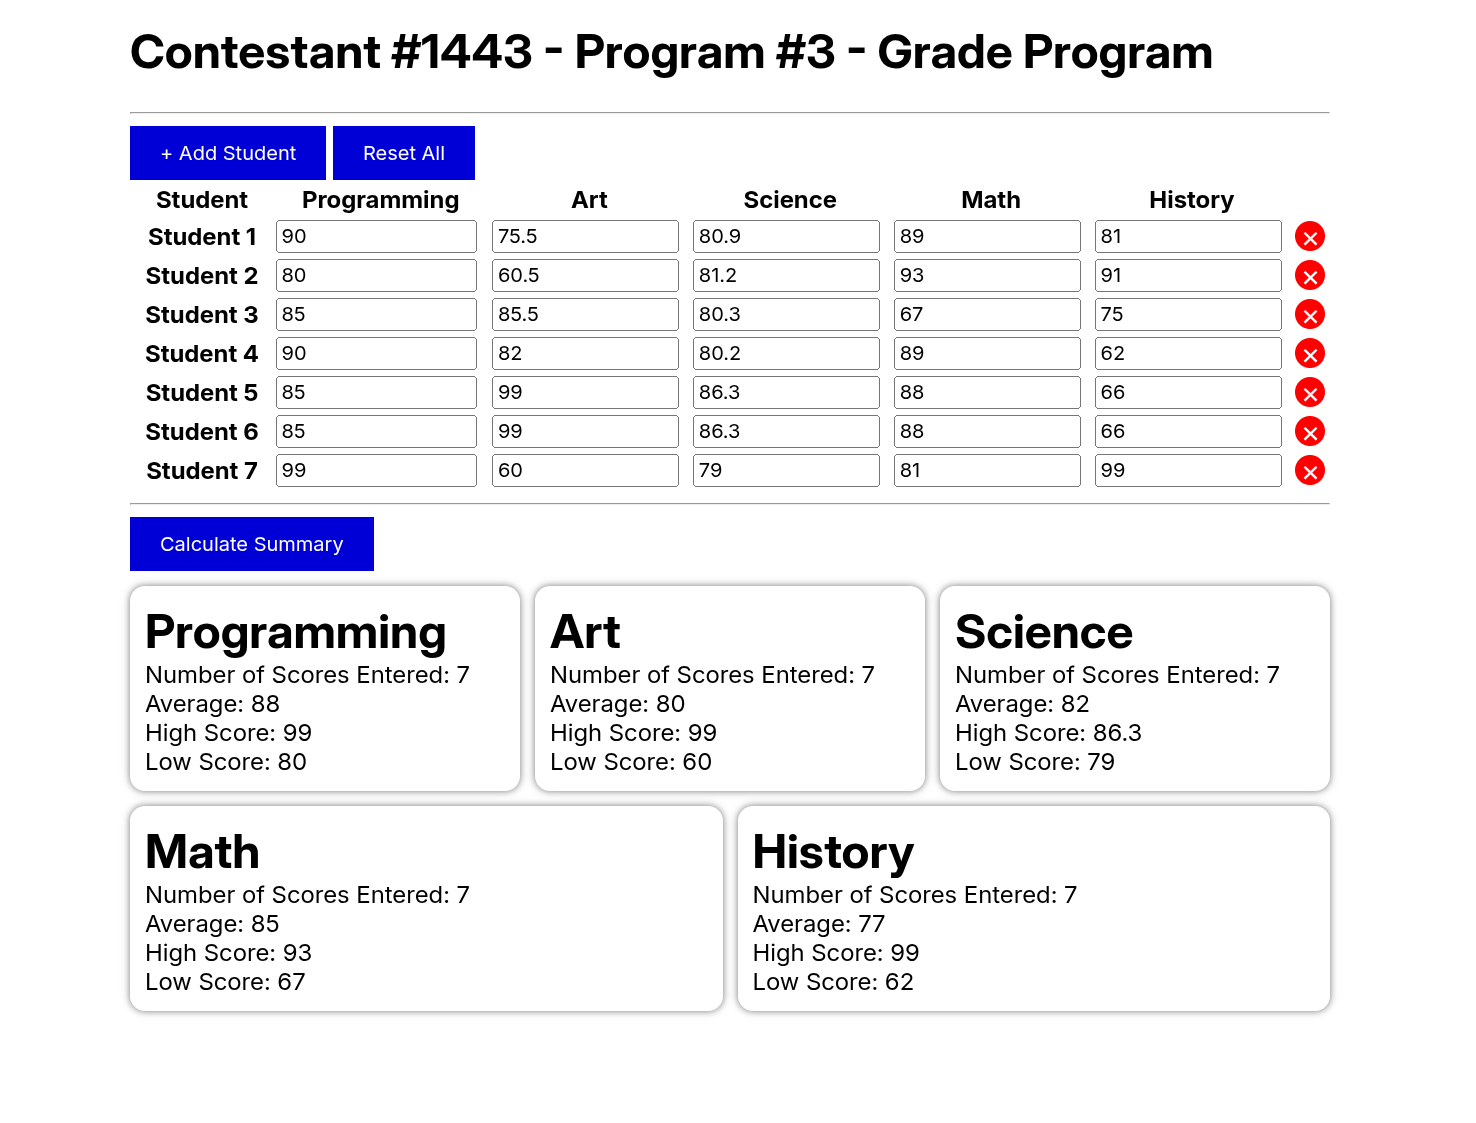 Contestant #1443 - Program #3 - Grade Program
+ Add Student Reset All
Student Programming Art Science Math History
Student 1 90 75.5 80.9 89 81
Student 2 80 60.5 81.2 93 91
Student 3 85 85.5 80.3 67 75
Student 4 90 82 80.2 89 62
Student 5 85 99 86.3 88 66
Student 6 85 99 86.3 88 66
Student 7 99 60 79 81 99
Calculate Summary
Programming
Number of Scores Entered: 7
Average: 88
High Score: 99
Low Score: 80
Art
Number of Scores Entered: 7
Average: 80
High Score: 99
Low Score: 60
Science
Number of Scores Entered: 7
Average: 82
High Score: 86.3
Low Score: 79
Math
Number of Scores Entered: 7
Average: 85
High Score: 93
Low Score: 67
History
Number of Scores Entered: 7
Average: 77
High Score: 99
Low Score: 62